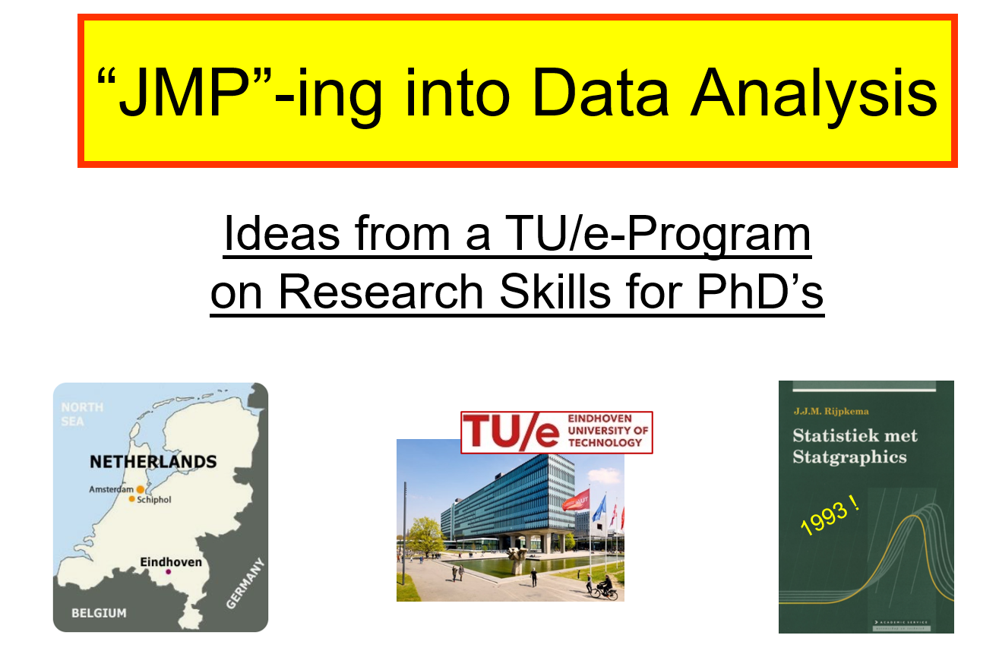 “JMP”-ing into Data Analysis
Ideas from a TU/e-Program
on Research Skills for PhD’s
NORTH
SEA
NETHERLANDS
Amsterdam
Schiphol
Eindhoven
GERMANY
BELGIUM
TU/e
EINDHOVEN
UNIVERSITY OF
TECHNOLOGY
J.J.M. Rijpkema
Statistiek met
Statgraphics
1993 !
ACADEMIC SERVICE